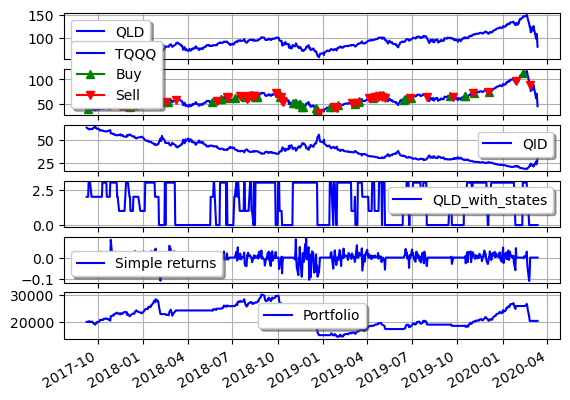 150
100
QLD
TQQQ
Buy
Sell
100
50
50
25
QID
2.5
0.0
QLD_with_states
0.0
−0.1
Simple returns
30000
20000
Portfolio
2017-10
2018-01
2018-04
2018-07
2018-10
2019-01
2019-04
2019-07
2019-10
2020-01
2020-04